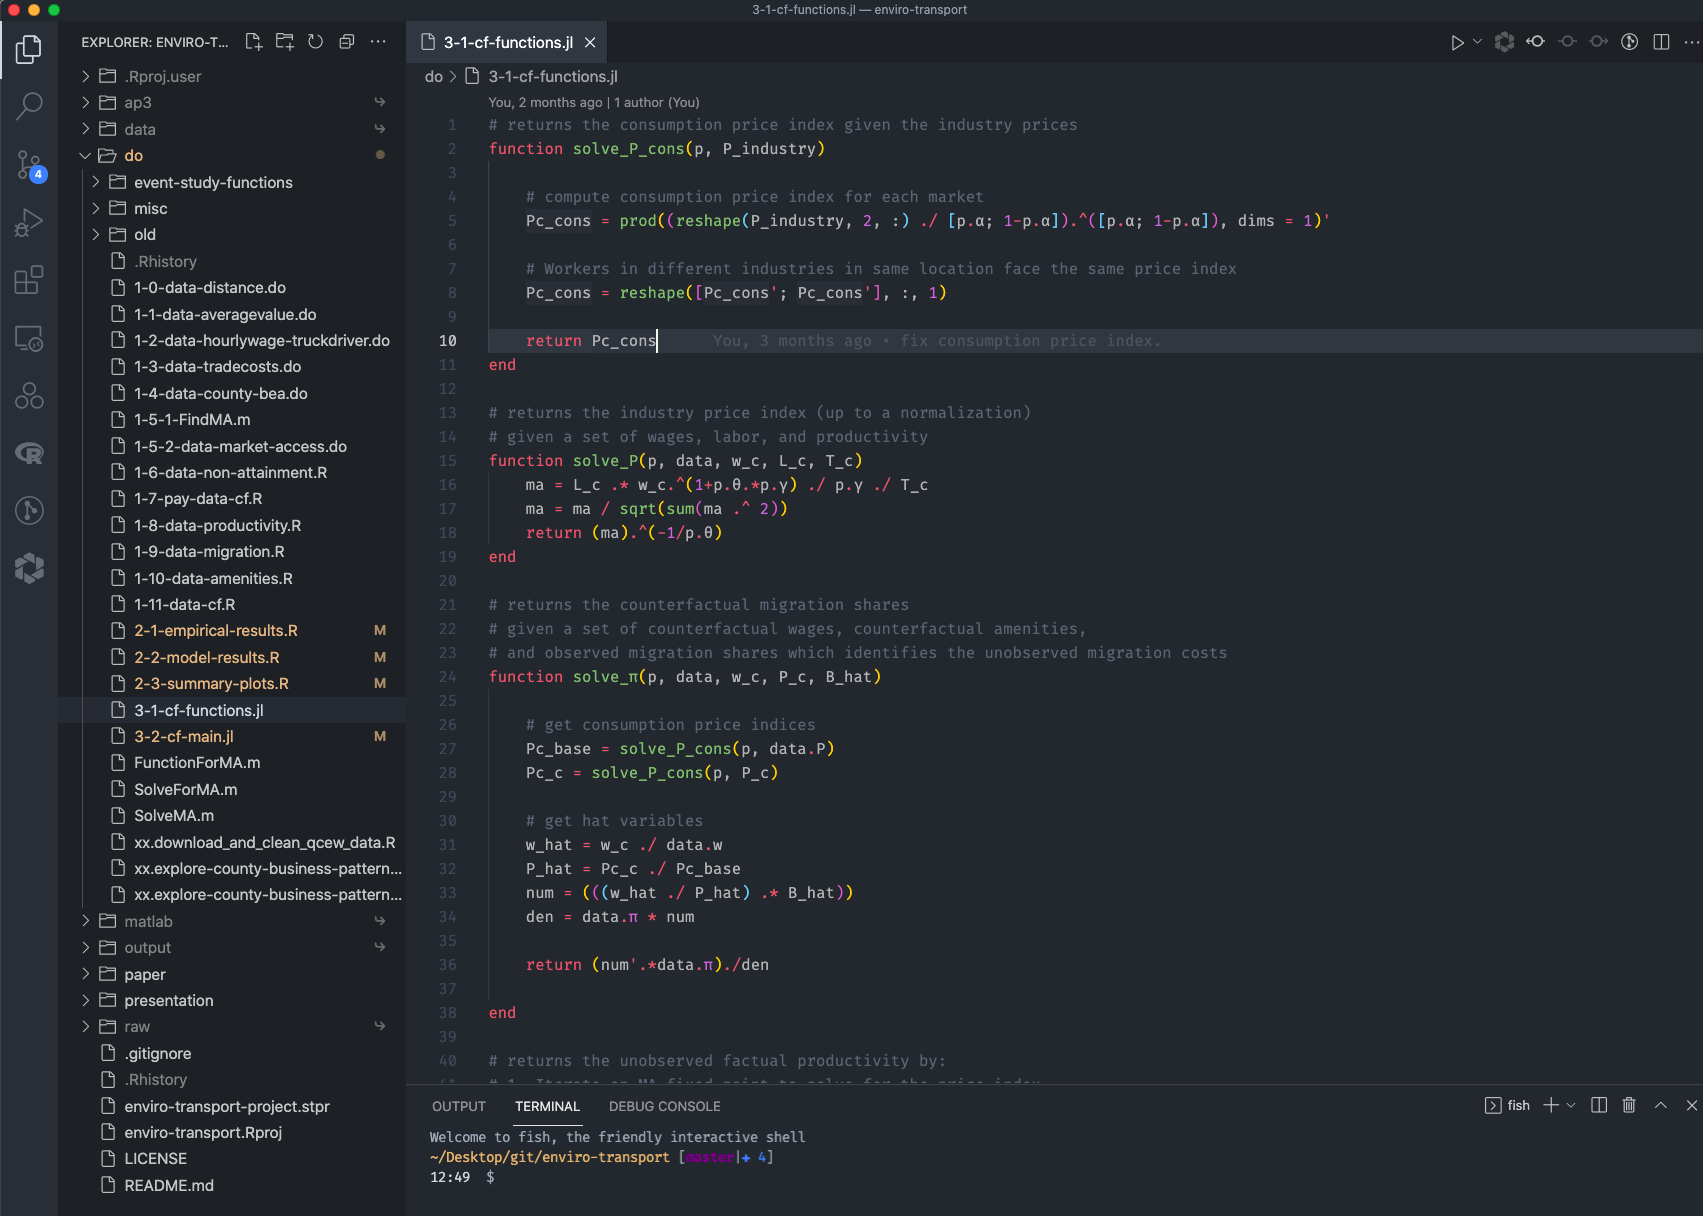 3-1-cf-functions.jl — enviro-transport
EXPLORER: ENVIRO-T...
.Rproj.user
ap3
data
do
event-study-functions
misc
old
.Rhistory
1-0-data-distance.do
1-1-data-averagevalue.do
1-2-data-hourlywage-truckdriver.do
1-3-data-tradecosts.do
1-4-data-county-bea.do
1-5-1-FindMA.m
1-5-2-data-market-access.do
1-6-data-non-attainment.R
1-7-pay-data-cf.R
1-8-data-productivity.R
1-9-data-migration.R
1-10-data-amenities.R
1-11-data-cf.R
2-1-empirical-results.R M
2-2-model-results.R M
2-3-summary-plots.R M
3-1-cf-functions.jl
3-2-cf-main.jl M
FunctionForMA.m
SolveForMA.m
SolveMA.m
xx.download_and_clean_qcew_data.R
xx.explore-county-business-pattern...
xx.explore-county-business-pattern...
matlab
output
paper
presentation
raw
.gitignore
.Rhistory
enviro-transport-project.stpr
enviro-transport.Rproj
LICENSE
README.md
4
3-1-cf-functions.jl
do > 3-1-cf-functions.jl
You, 2 months ago | 1 author (You)
1 # returns the consumption price index given the industry prices
2 function solve_P_cons(p, P_industry)
3
4 # compute consumption price index for each market
5 Pc_cons = prod((reshape(P_industry, 2, :) ./ [p.α; 1-p.α]).^([p.α; 1-p.α]), dims = 1)'
6
7 # Workers in different industries in same location face the same price index
8 Pc_cons = reshape([Pc_cons'; Pc_cons'], :, 1)
9
10 return Pc_cons You, 3 months ago • fix consumption price index.
11 end
12
13 # returns the industry price index (up to a normalization)
14 # given a set of wages, labor, and productivity
15 function solve_P(p, data, w_c, L_c, T_c)
16 ma = L_c .* w_c.^(1+p.θ.*p.γ) ./ p.γ ./ T_c
17 ma = ma / sqrt(sum(ma .^ 2))
18 return (ma).^(-1/p.θ)
19 end
20
21 # returns the counterfactual migration shares
22 # given a set of counterfactual wages, counterfactual amenities,
23 # and observed migration shares which identifies the unobserved migration costs
24 function solve_π(p, data, w_c, P_c, B_hat)
25
26 # get consumption price indices
27 Pc_base = solve_P_cons(p, data.P)
28 Pc_c = solve_P_cons(p, P_c)
29
30 # get hat variables
31 w_hat = w_c ./ data.w
32 P_hat = Pc_c ./ Pc_base
33 num = (((w_hat ./ P_hat) .* B_hat))
34 den = data.π * num
35
36 return (num'.*data.π)./den
37
38 end
39
40 # returns the unobserved factual productivity by:
41 # 1. Iterate on MA fixed point to solve for the price index
OUTPUT TERMINAL DEBUG CONSOLE
fish
Welcome to fish, the friendly interactive shell
~/Desktop/git/enviro-transport [master|+ 4]
12:49 $